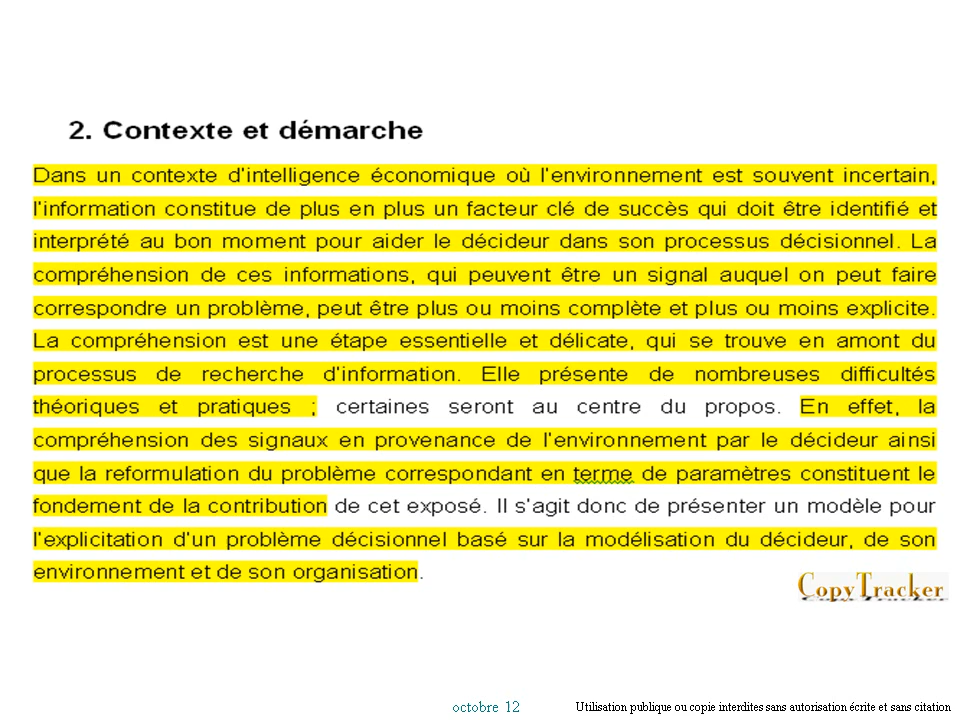 2. Contexte et démarche
Dans un contexte d'intelligence économique où l'environnement est souvent incertain,
l'information constitue de plus en plus un facteur clé de succès qui doit être identifié et
interprété au bon moment pour aider le décideur dans son processus décisionnel. La
compréhension de ces informations, qui peuvent être un signal auquel on peut faire
correspondre un problème, peut être plus ou moins complète et plus ou moins explicite.
La compréhension est une étape essentielle et délicate, qui se trouve en amont du
processus de recherche d'information. Elle présente de nombreuses difficultés
théoriques et pratiques ; certaines seront au centre du propos. En effet, la
compréhension des signaux en provenance de l'environnement par le décideur ainsi
que la reformulation du problème correspondant en terme de paramètres constituent le
fondement de la contribution de cet exposé. Il s'agit donc de présenter un modèle pour
l'explicitation d'un problème décisionnel basé sur la modélisation du décideur, de son
environnement et de son organisation.
CopyTracker
octobre 12 Utilisation publique ou copie interdites sans autorisation écrite et sans citation